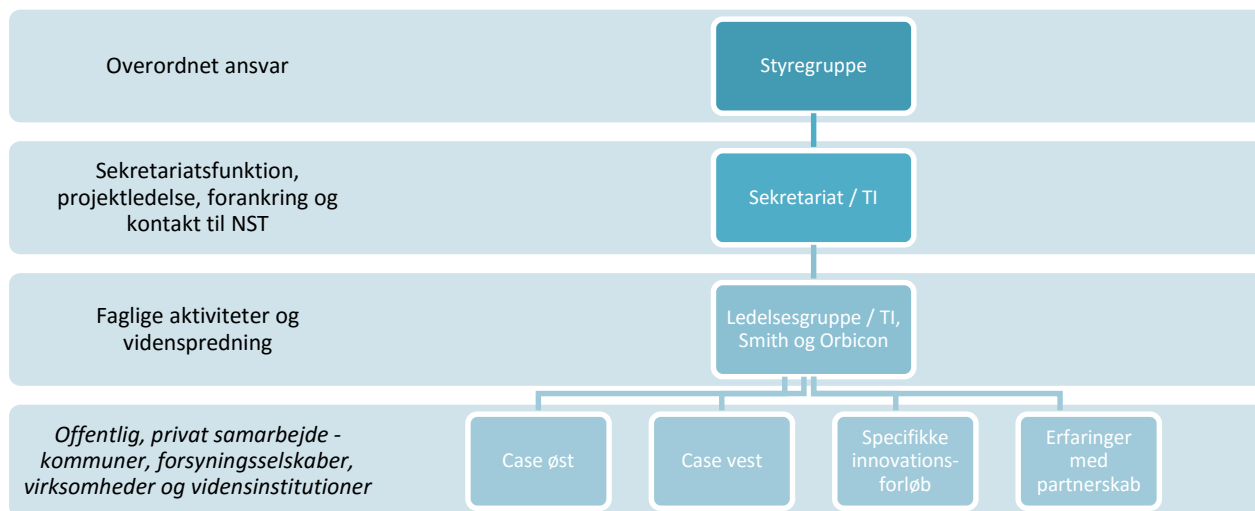 Overordnet ansvar
Styregruppe
Sekretariatsfunktion,
projektledelse, forankring og
kontakt til NST
Sekretariat / TI
Faglige aktiviteter og
videnspredning
Ledelsesgruppe / TI,
Smith og Orbicon
Offentlig, privat samarbejde -
kommuner, forsyningsselskaber,
virksomheder og vidensinstitutioner
Case øst
Case vest
Specifikke
innovations-
forløb
Erfaringer
med
partnerskab